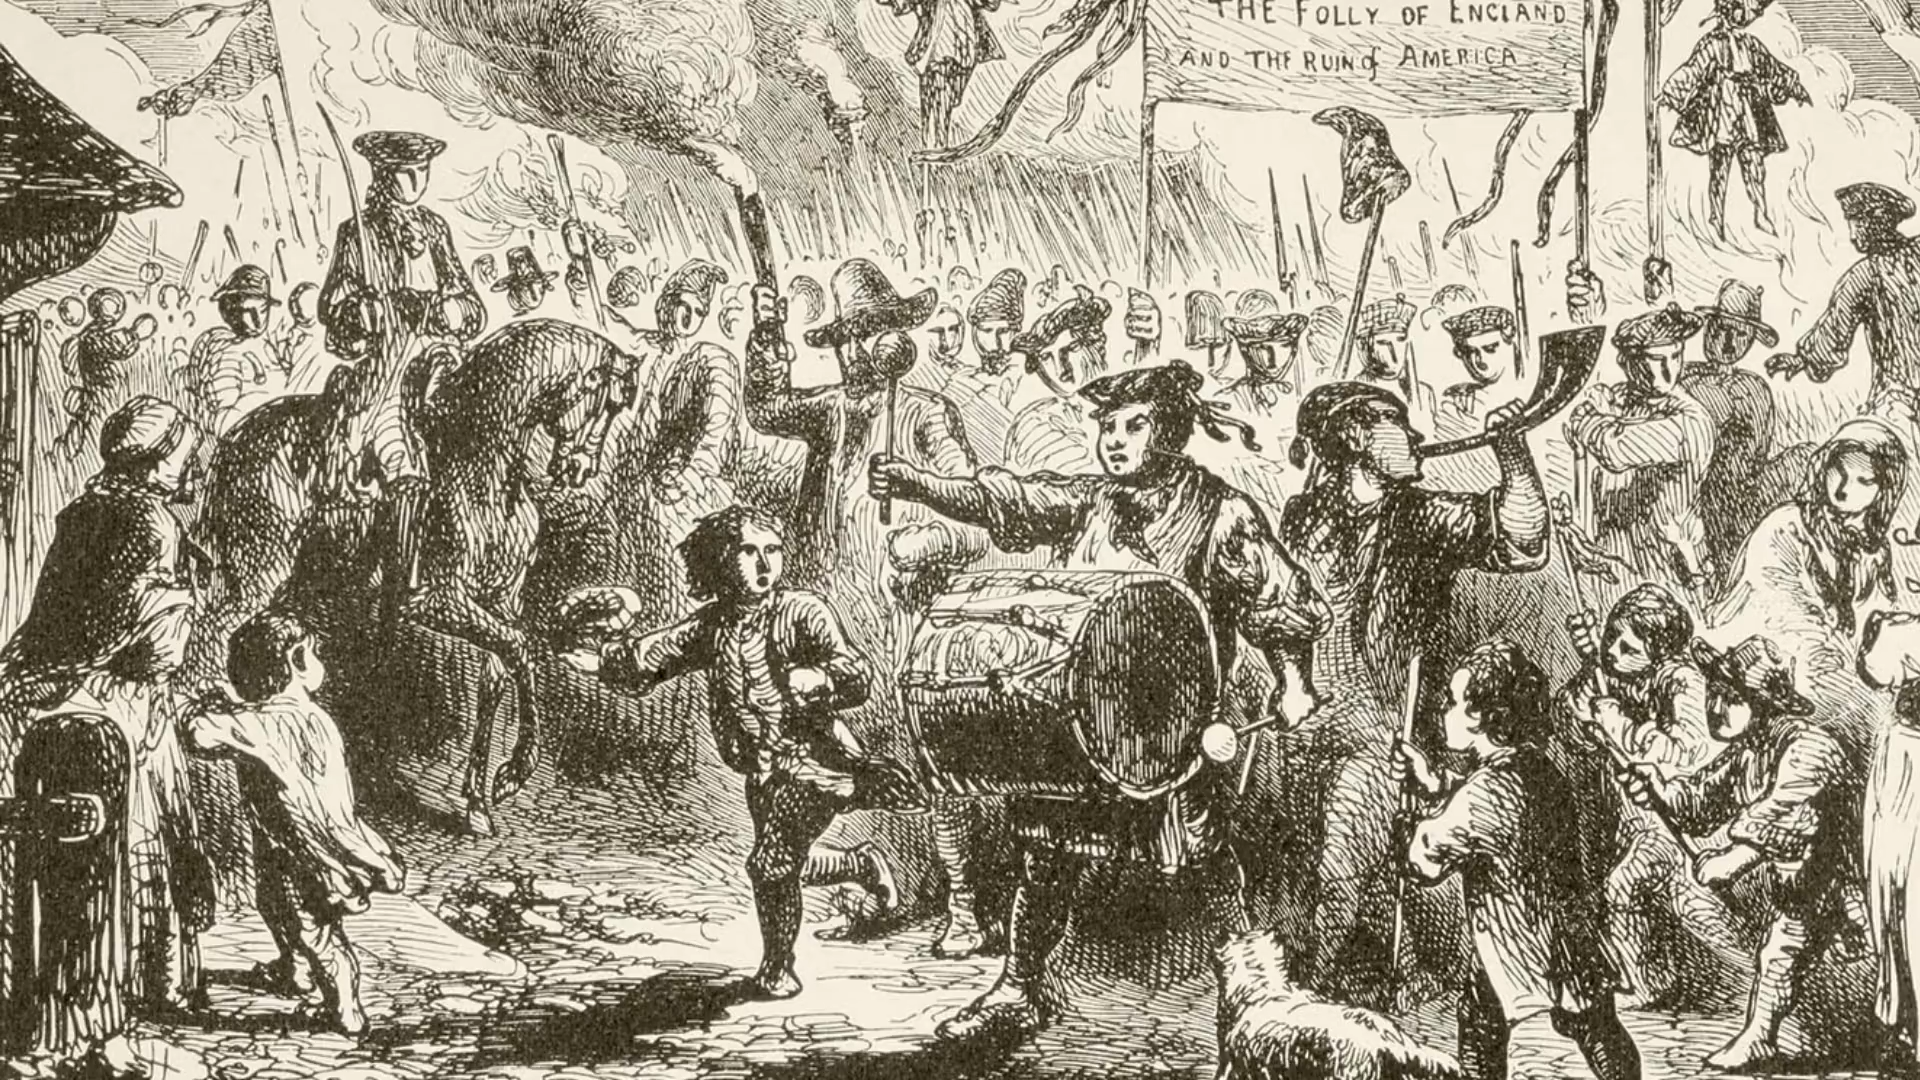 THE FOLLY OF ENGLAND
AND THE RUIN of AMERICA